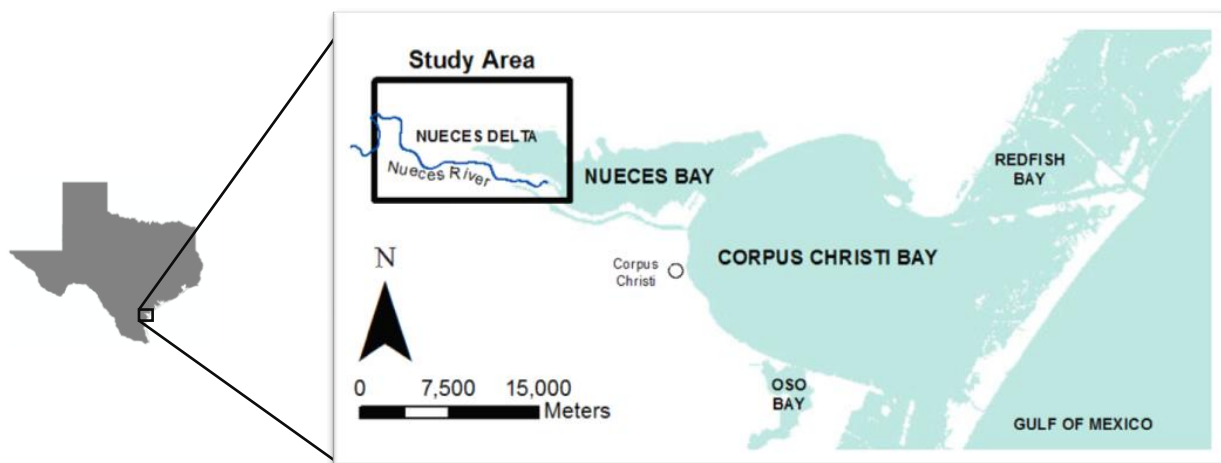 Study Area
NUECES DELTA
Nueces River
NUECES BAY
REDFISH
BAY
CORPUS CHRISTI BAY
Corpus
Christi
N
0 7,500 15,000
Meters
OSO
BAY
GULF OF MEXICO